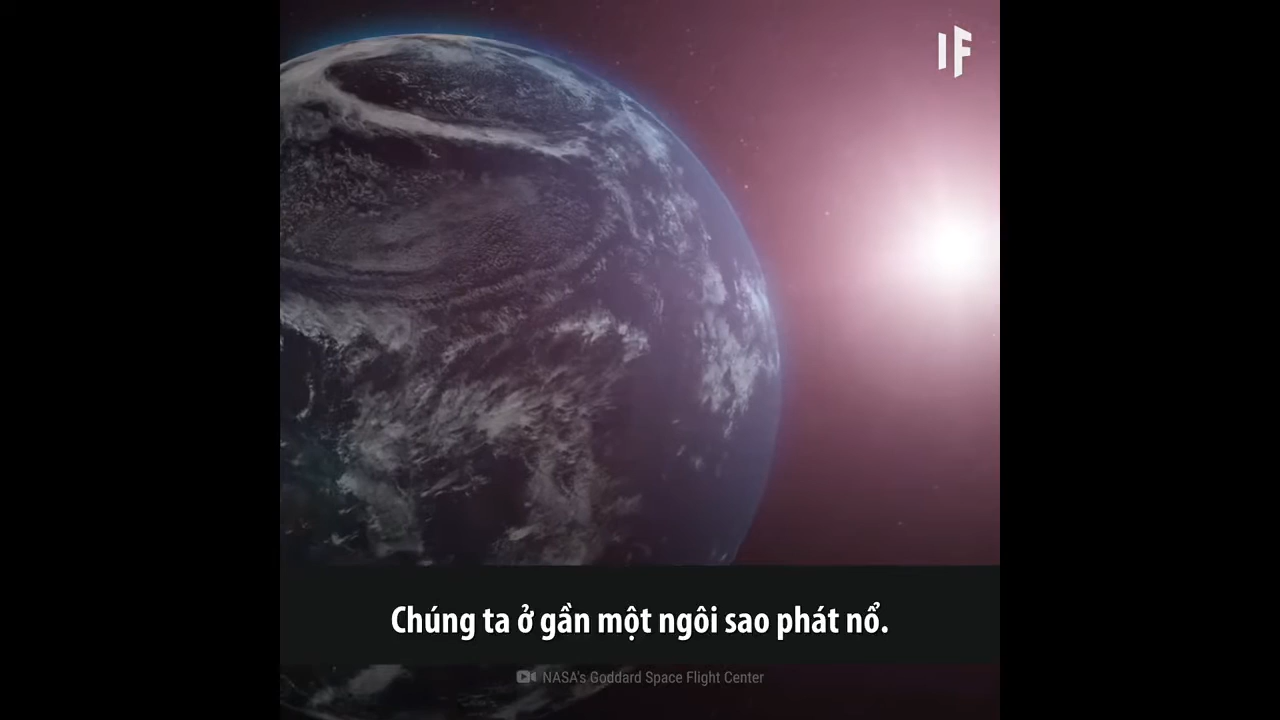 IF
Chúng ta ở gần một ngôi sao phát nổ.
NASA's Goddard Space Flight Center